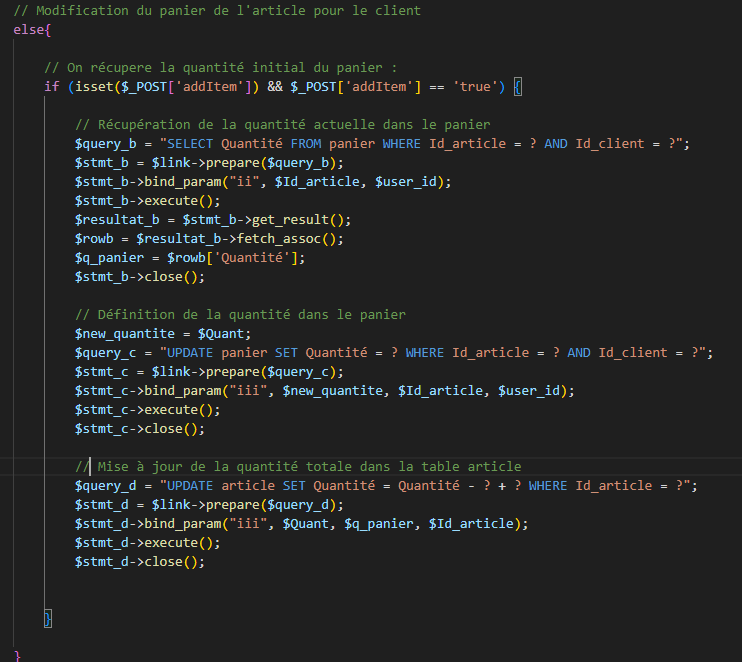 // Modification du panier de l'article pour le client
else{
// On récupere la quantité initial du panier :
if (isset($_POST['addItem']) && $_POST['addItem'] == 'true') {
// Récupération de la quantité actuelle dans le panier
$query_b = "SELECT Quantité FROM panier WHERE Id_article = ? AND Id_client = ?";
$stmt_b = $link->prepare($query_b);
$stmt_b->bind_param("ii", $Id_article, $user_id);
$stmt_b->execute();
$resultat_b = $stmt_b->get_result();
$rowb = $resultat_b->fetch_assoc();
$q_panier = $rowb['Quantité'];
$stmt_b->close();
// Définition de la quantité dans le panier
$new_quantite = $Quant;
$query_c = "UPDATE panier SET Quantité = ? WHERE Id_article = ? AND Id_client = ?";
$stmt_c = $link->prepare($query_c);
$stmt_c->bind_param("iii", $new_quantite, $Id_article, $user_id);
$stmt_c->execute();
$stmt_c->close();
// Mise à jour de la quantité totale dans la table article
$query_d = "UPDATE article SET Quantité = Quantité - ? + ? WHERE Id_article = ?";
$stmt_d = $link->prepare($query_d);
$stmt_d->bind_param("iii", $Quant, $q_panier, $Id_article);
$stmt_d->execute();
$stmt_d->close();
}
}